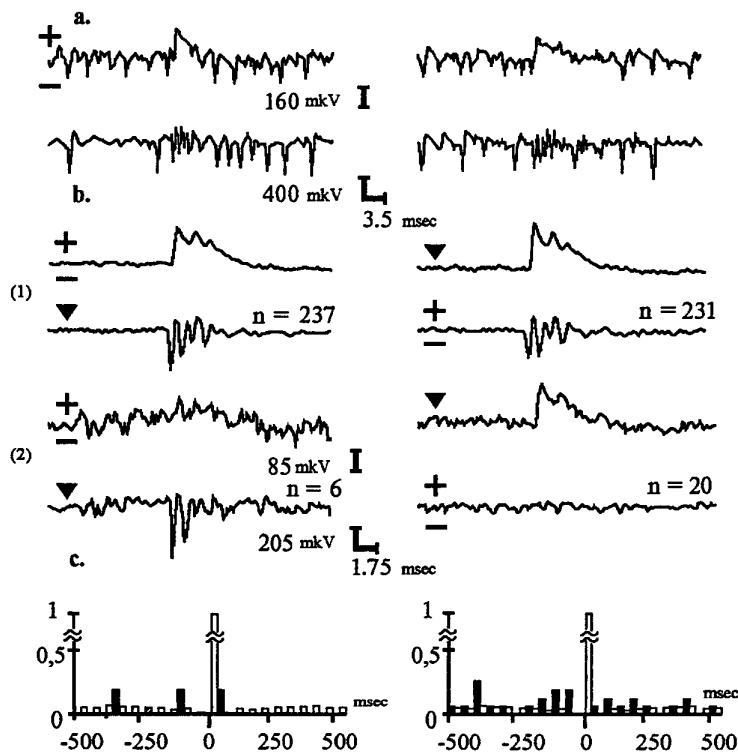 a.
+
−
160 mkV
400 mkV
3.5 msec
b.
(1)
+
−
n = 237
+
−
n = 231
(2)
+
−
85 mkV
n = 6
205 mkV
+
−
n = 20
1.75 msec
c.
1
0,5
0
-500 -250 0 250 500
msec
1
0,5
0
-500 -250 0 250 500
msec